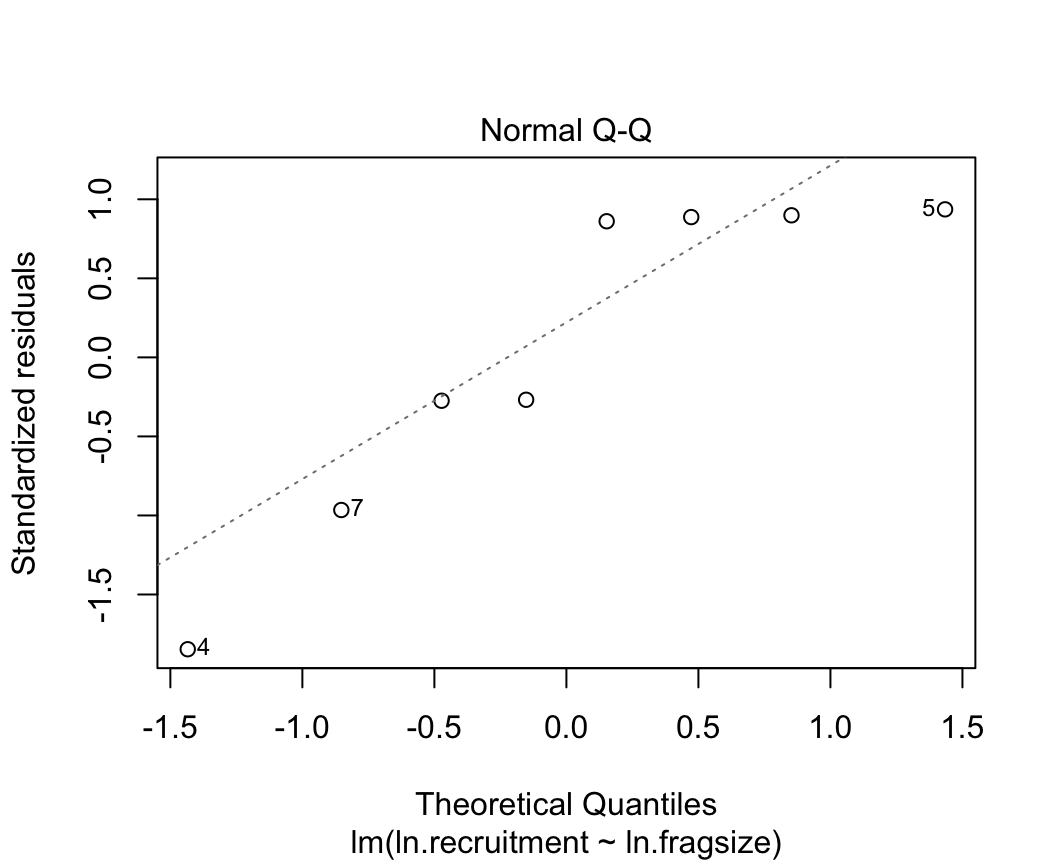 Normal Q-Q
Standardized residuals
1.0
0.5
0.0
-0.5
-1.5
5
7
4
-1.5 -1.0 -0.5 0.0 0.5 1.0 1.5
Theoretical Quantiles
lm(ln.recruitment ~ ln.fragsize)